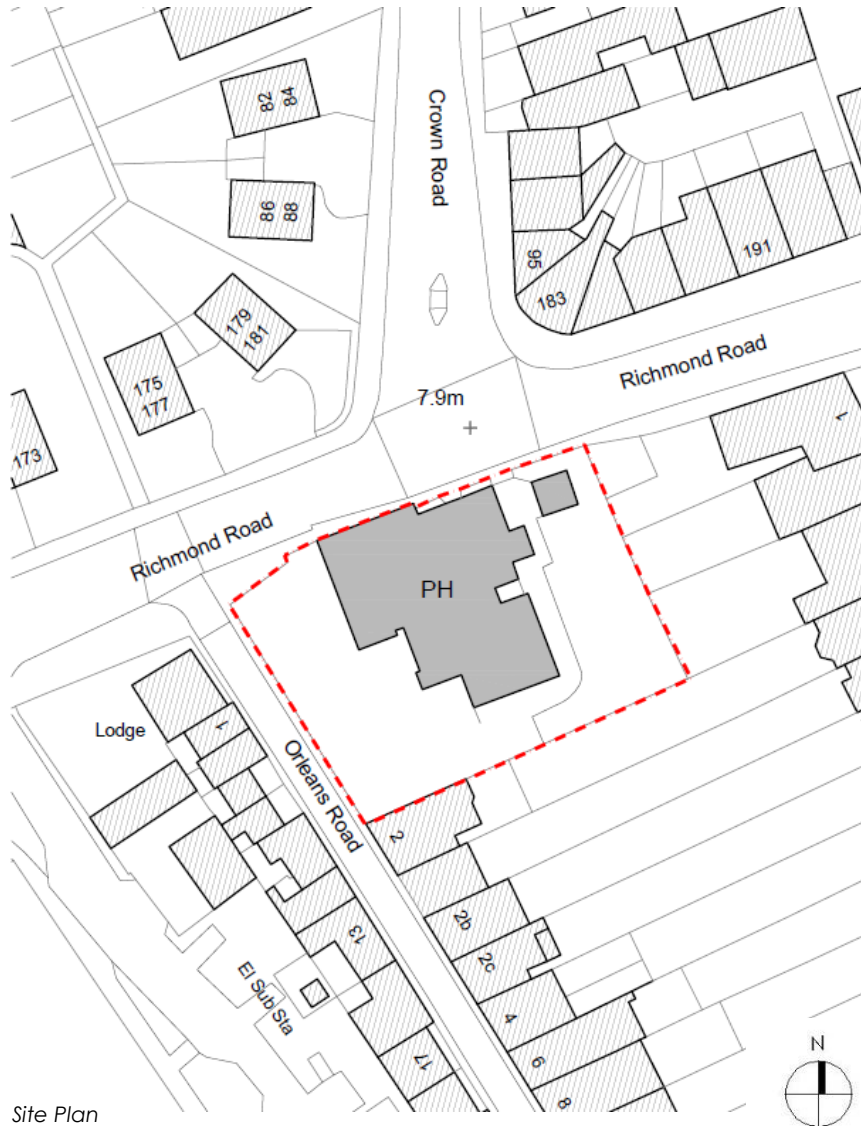 82
84
Crown Road
86
88
95
183
191
179
181
175
177
173
Richmond Road
7.9m
Richmond Road
1
PH
Lodge
1
Orleans Road
2
2b
2c
13
El Sub Sta
4
6
17
8
N
Site Plan